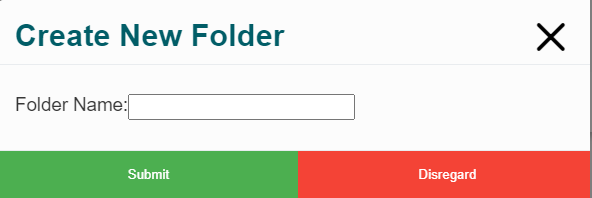 Create New Folder
Folder Name:
Submit
Disregard